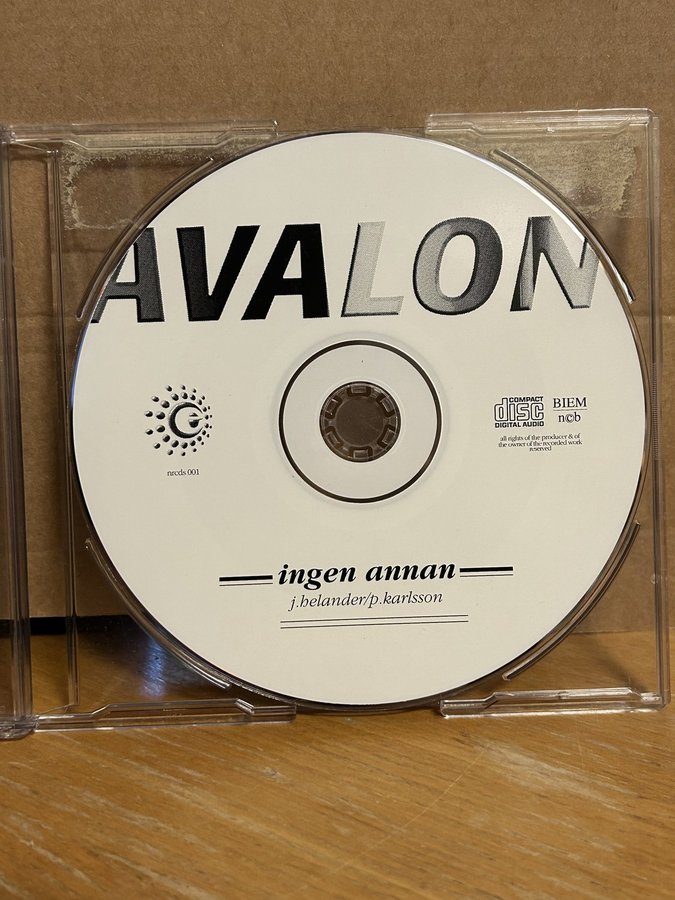 AVALON
COMPACT
disc
DIGITAL AUDIO
BIEM
n©b
all rights of the producer & of
the owner of the recorded work
reserved
nrcds 001
ingen annan
j.helander/p.karlsson